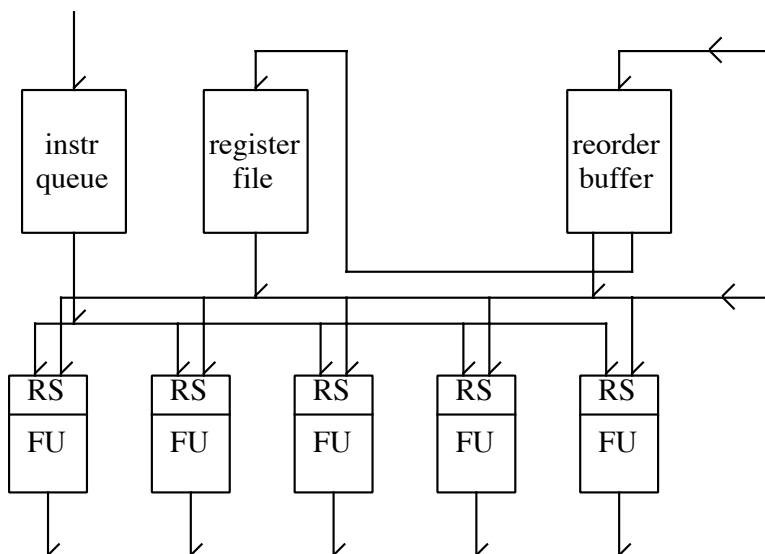 instr
queue
register
file
reorder
buffer
RS
FU
RS
FU
RS
FU
RS
FU
RS
FU